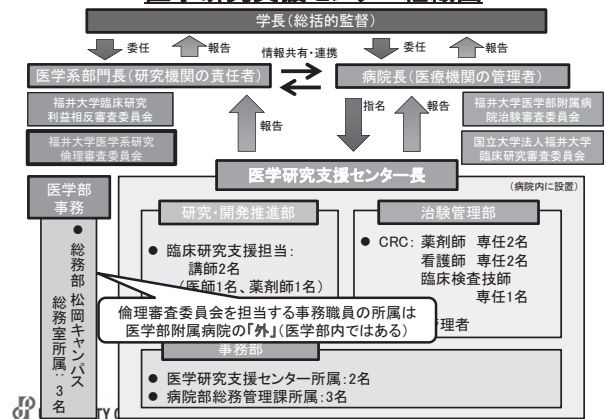 学長(総括的監督)
委任
報告
情報共有・連携
委任
報告
医学系部門長(研究機関の責任者)
病院長(医療機関の管理者)
福井大学臨床研究
利益相反審査委員会
福井大学医学系研究
倫理審査委員会
報告
指名
報告
福井大学医学部附属病
院治験審査委員会
国立大学法人福井大学
臨床研究審査委員会
医学研究支援センター長
(病院内に設置)
医学部
事務
● 総務部 松岡キャンパス
総務室所属:3名
研究・開発推進部
● 臨床研究支援担当:
講師2名
(医師1名、薬剤師1名)
治験管理部
● CRC: 薬剤師 専任2名
看護師 専任2名
臨床検査技師
専任1名
管理者
倫理審査委員会を担当する事務職員の所属は
医学部附属病院の「外」(医学部内ではある)
事務部
● 医学研究支援センター所属:2名
● 病院部総務管理課所属:3名